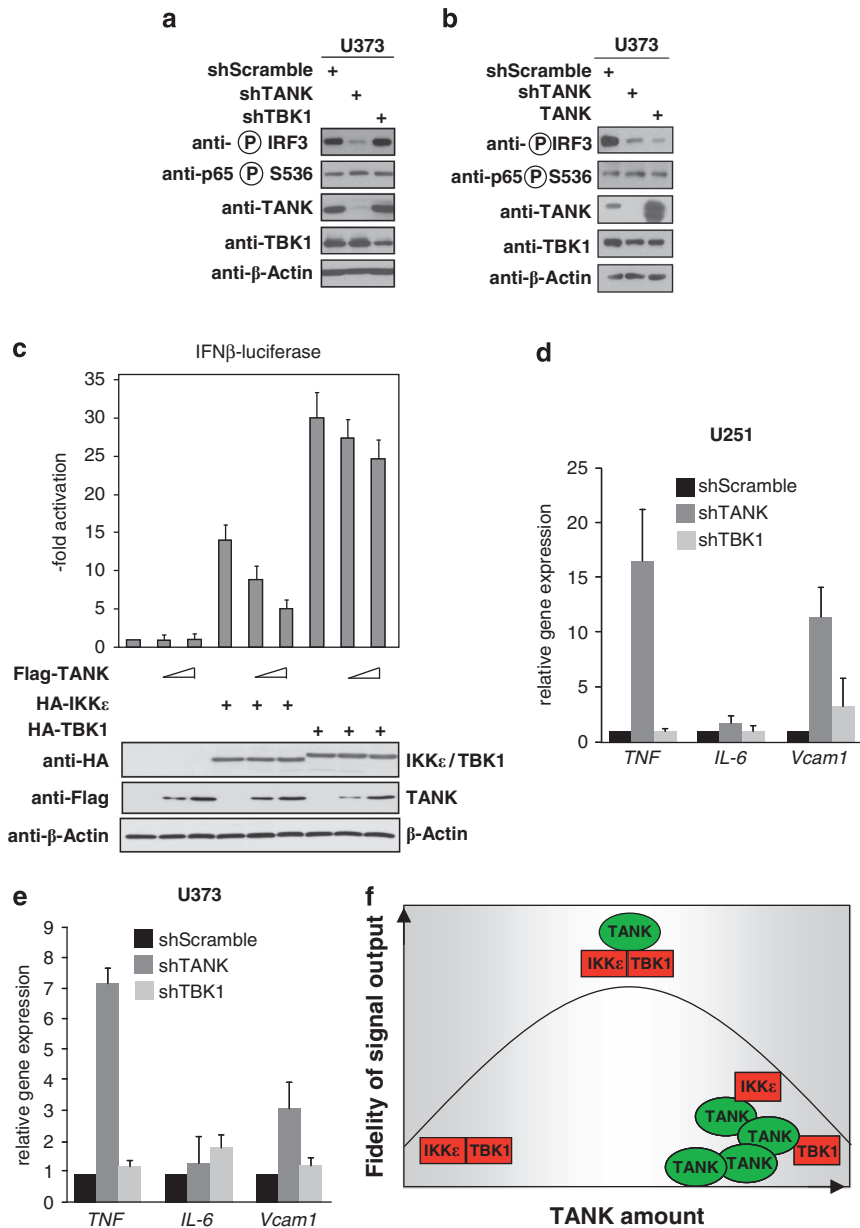 a
U373
shScramble +
shTANK +
shTBK1 +
anti- P IRF3
anti-p65 P S536
anti-TANK
anti-TBK1
anti-β-Actin
b
U373
shScramble +
shTANK +
TANK +
anti- P IRF3
anti-p65 P S536
anti-TANK
anti-TBK1
anti-β-Actin
c
IFNβ-luciferase
-fold activation
35
30
25
20
15
10
5
0
Flag-TANK
HA-IKKε + + +
HA-TBK1 + + +
anti-HA IKKε/TBK1
anti-Flag TANK
anti-β-Actin β-Actin
d
U251
relative gene expression
25
20
15
10
5
0
shScramble
shTANK
shTBK1
TNF IL-6 Vcam1
e
U373
relative gene expression
9
8
7
6
5
4
3
2
1
0
shScramble
shTANK
shTBK1
TNF IL-6 Vcam1
f
Fidelity of signal output
TANK
IKKε TBK1
IKKε TBK1
IKKε
TANK
TANK
TBK1
TANK
TANK
TANK amount